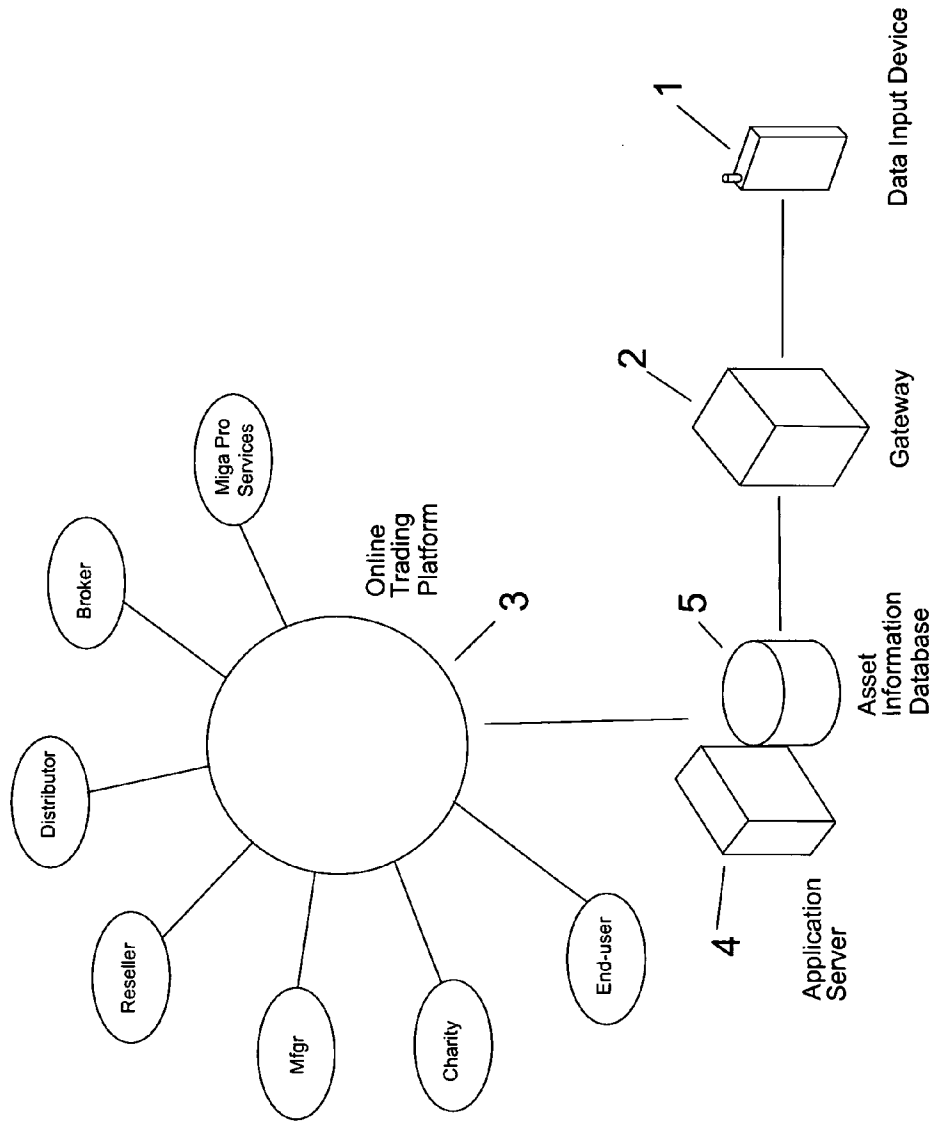 Miga Pro
Services
Broker
Distributor
Reseller
Mfgr
Charity
End-user
Online
Trading
Platform
3
4
Application
Server
5
Asset
Information
Database
2
Gateway
1
Data Input Device